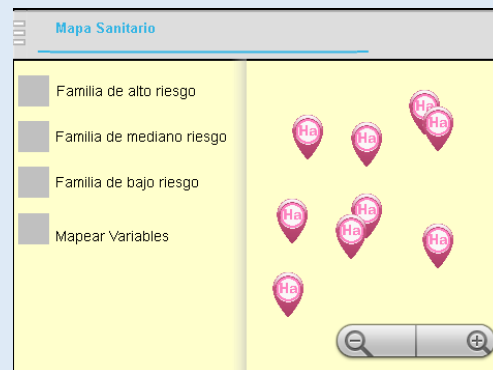 Mapa Sanitario
Familia de alto riesgo
Familia de mediano riesgo
Familia de bajo riesgo
Mapear Variables
Ha
Ha
Ha
Ha
Ha
Ha
Ha
Ha
Ha